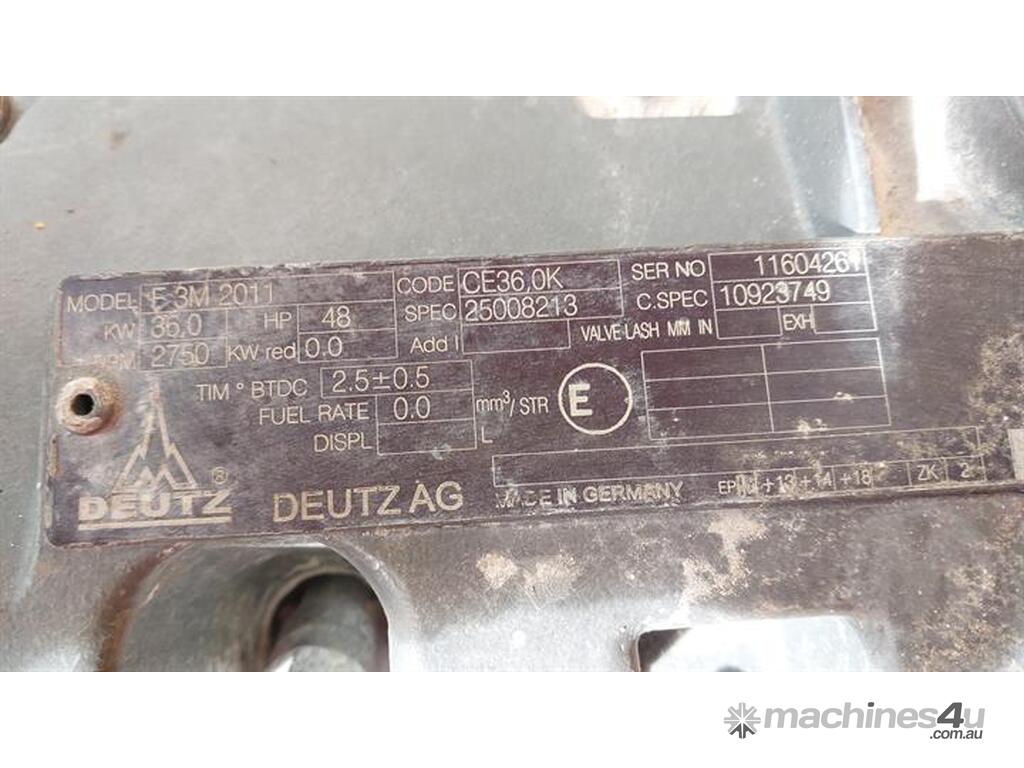 MODEL F 3M 2011 CODE CE36,0K SER NO 11604261
KW 35,0 HP 48 SPEC 25008213 C.SPEC 10923749
RPM 2750 KW red 0.0 Add I VALVE LASH MM IN EXH
TIM ° BTDC 2.5±0.5
FUEL RATE 0.0 mm³/ STR E
DISPL L
DEUTZ ® DEUTZ AG MADE IN GERMANY +13 +14 +18 ZK 2
machines4u
.com.au